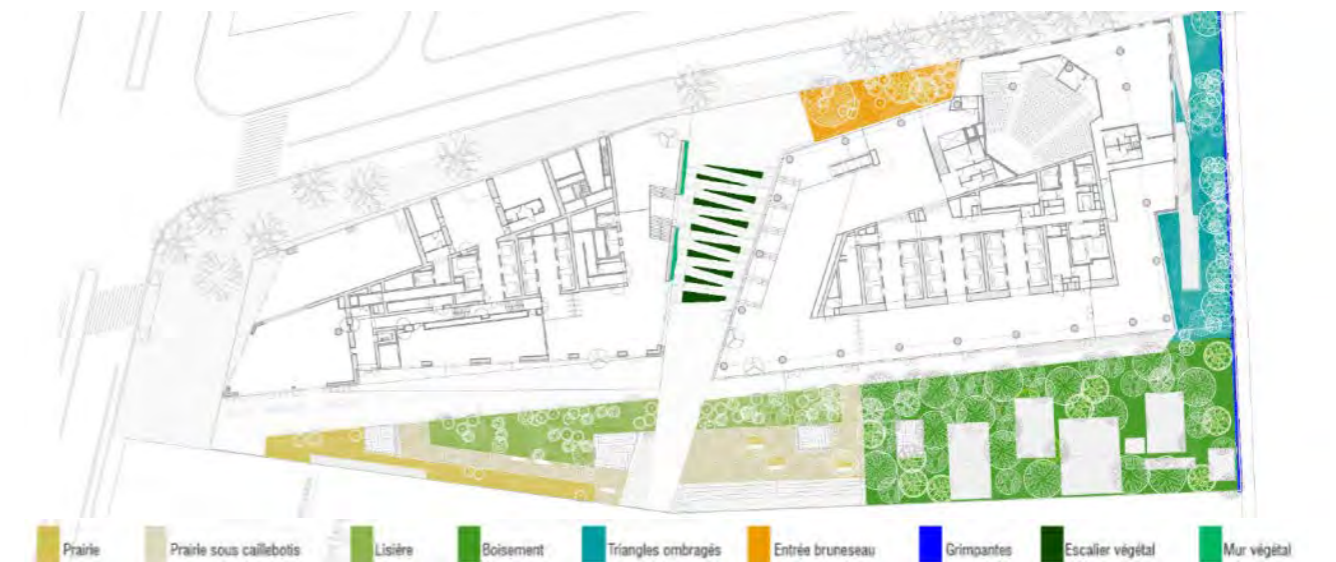 Prairie
Prairie sous caillebotis
Lisière
Boisement
Triangles ombragés
Entrée bruneseau
Grimpantes
Escalier végétal
Mur végétal